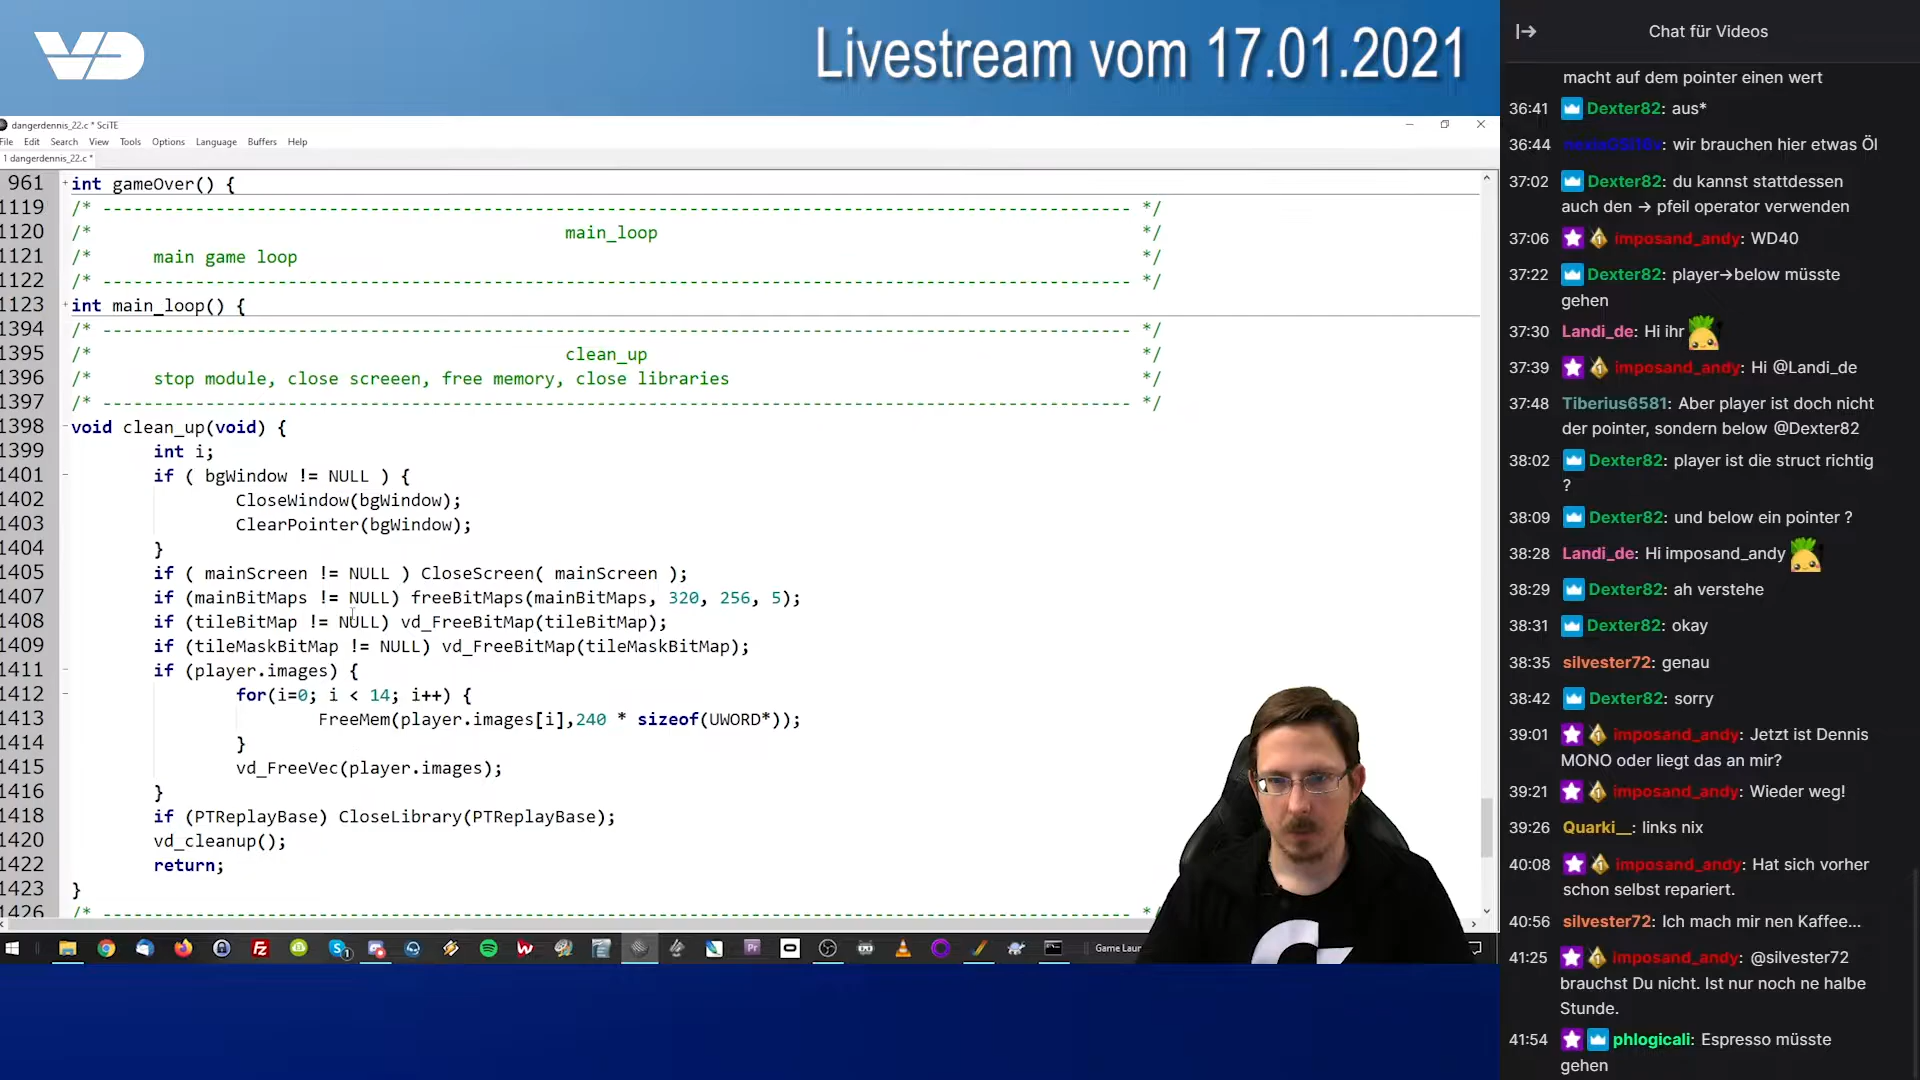 VD
Livestream vom 17.01.2021
dangerdennis_22.c * SciTE
File Edit Search View Tools Options Language Buffers Help
1 dangerdennis_22.c *
961 int gameOver() {
1119 /* ---------------------------------------------------------------------------------------------------- */
1120 /* main_loop */
1121 /* main game loop */
1122 /* ---------------------------------------------------------------------------------------------------- */
1123 int main_loop() {
1394 /* ---------------------------------------------------------------------------------------------------- */
1395 /* clean_up */
1396 /* stop module, close screeen, free memory, close libraries */
1397 /* ---------------------------------------------------------------------------------------------------- */
1398 void clean_up(void) {
1399 int i;
1401 if ( bgWindow != NULL ) {
1402 CloseWindow(bgWindow);
1403 ClearPointer(bgWindow);
1404 }
1405 if ( mainScreen != NULL ) CloseScreen( mainScreen );
1407 if (mainBitMaps != NULL) freeBitMaps(mainBitMaps, 320, 256, 5);
1408 if (tileBitMap != NULL) vd_FreeBitMap(tileBitMap);
1409 if (tileMaskBitMap != NULL) vd_FreeBitMap(tileMaskBitMap);
1411 if (player.images) {
1412 for(i=0; i < 14; i++) {
1413 FreeMem(player.images[i],240 * sizeof(UWORD*));
1414 }
1415 vd_FreeVec(player.images);
1416 }
1418 if (PTReplayBase) CloseLibrary(PTReplayBase);
1420 vd_cleanup();
1422 return;
1423 }
1426 /* ---------------------------------------------------------------------------------------------------- */
Game Laun
Chat für Videos
macht auf dem pointer einen wert
36:41 Dexter82: aus*
36:44 : wir brauchen hier etwas Öl
37:02 Dexter82: du kannst stattdessen
auch den → pfeil operator verwenden
37:06 imposand_andy: WD40
37:22 Dexter82: player→below müsste
gehen
37:30 Landi_de: Hi ihr
37:39 imposand_andy: Hi @Landi_de
37:48 Tiberius6581: Aber player ist doch nicht
der pointer, sondern below @Dexter82
38:02 Dexter82: player ist die struct richtig
?
38:09 Dexter82: und below ein pointer ?
38:28 Landi_de: Hi imposand_andy
38:29 Dexter82: ah verstehe
38:31 Dexter82: okay
38:35 silvester72: genau
38:42 Dexter82: sorry
39:01 imposand_andy: Jetzt ist Dennis
MONO oder liegt das an mir?
39:21 imposand_andy: Wieder weg!
39:26 Quarki__: links nix
40:08 imposand_andy: Hat sich vorher
schon selbst repariert.
40:56 silvester72: Ich mach mir nen Kaffee...
41:25 imposand_andy: @silvester72
brauchst Du nicht. Ist nur noch ne halbe
Stunde.
41:54 phlogicali: Espresso müsste
gehen